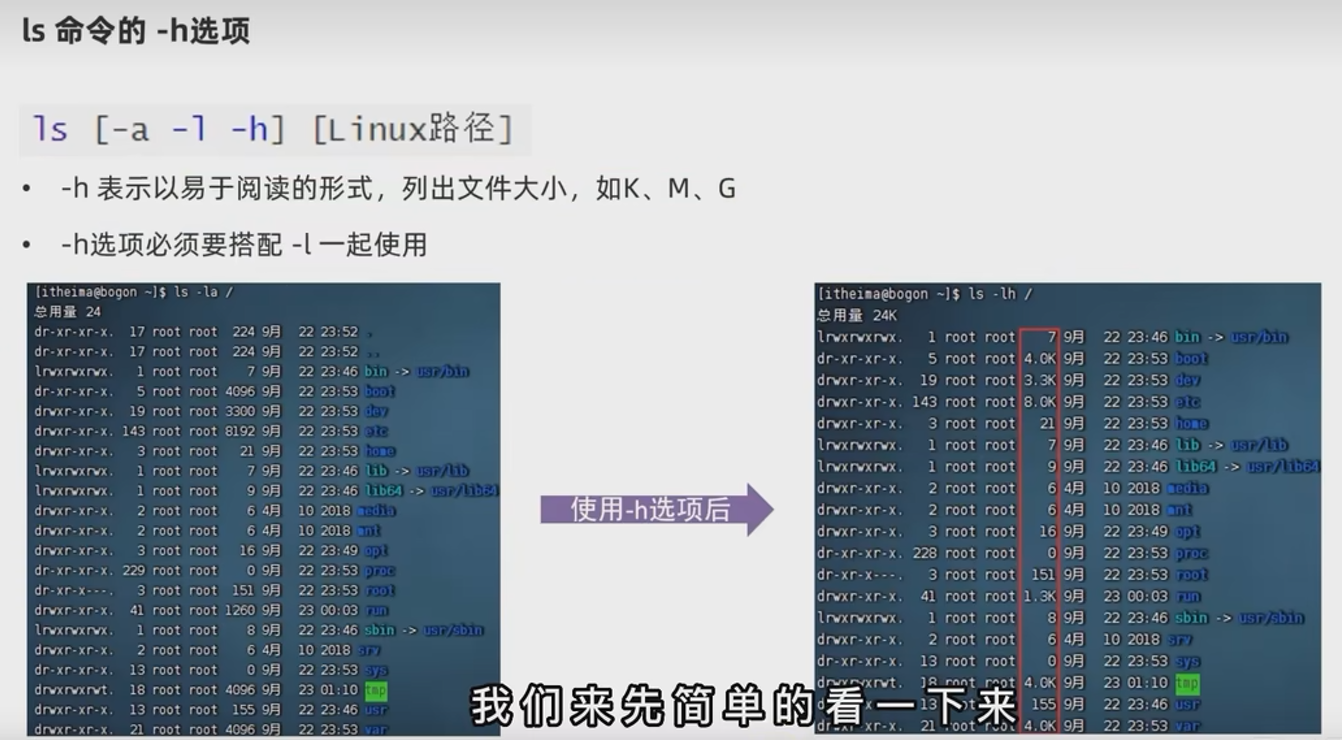 ls 命令的 -h选项
ls [-a -l -h] [Linux路径]
• -h 表示以易于阅读的形式，列出文件大小，如K、M、G
• -h选项必须要搭配 -l 一起使用
[itheima@bogon ~]$ ls -la /
总用量 24
dr-xr-xr-x. 17 root root 224 9月 22 23:52 .
dr-xr-xr-x. 17 root root 224 9月 22 23:52 ..
lrwxrwxrwx. 1 root root 7 9月 22 23:46 bin -> usr/bin
dr-xr-xr-x. 5 root root 4096 9月 22 23:53 boot
drwxr-xr-x. 19 root root 3300 9月 22 23:53 dev
drwxr-xr-x. 143 root root 8192 9月 22 23:53 etc
drwxr-xr-x. 3 root root 21 9月 22 23:53 home
lrwxrwxrwx. 1 root root 7 9月 22 23:46 lib -> usr/lib
lrwxrwxrwx. 1 root root 9 9月 22 23:46 lib64 -> usr/lib64
drwxr-xr-x. 2 root root 6 4月 10 2018 media
drwxr-xr-x. 2 root root 6 4月 10 2018 mnt
drwxr-xr-x. 3 root root 16 9月 22 23:49 opt
dr-xr-xr-x. 229 root root 0 9月 22 23:53 proc
dr-xr-x---. 3 root root 151 9月 22 23:53 root
drwxr-xr-x. 41 root root 1260 9月 23 00:03 run
lrwxrwxrwx. 1 root root 8 9月 22 23:46 sbin -> usr/sbin
drwxr-xr-x. 2 root root 6 4月 10 2018 srv
dr-xr-xr-x. 13 root root 0 9月 22 23:53 sys
drwxrwxrwt. 18 root root 4096 9月 23 01:10 tmp
drwxr-xr-x. 13 root root 155 9月 22 23:46 usr
drwxr-xr-x. 21 root root 4096 9月 22 23:53 var
使用-h选项后
[itheima@bogon ~]$ ls -lh /
总用量 24K
lrwxrwxrwx. 1 root root 7 9月 22 23:46 bin -> usr/bin
dr-xr-xr-x. 5 root root 4.0K 9月 22 23:53 boot
drwxr-xr-x. 19 root root 3.3K 9月 22 23:53 dev
drwxr-xr-x. 143 root root 8.0K 9月 22 23:53 etc
drwxr-xr-x. 3 root root 21 9月 22 23:53 home
lrwxrwxrwx. 1 root root 7 9月 22 23:46 lib -> usr/lib
lrwxrwxrwx. 1 root root 9 9月 22 23:46 lib64 -> usr/lib64
drwxr-xr-x. 2 root root 6 4月 10 2018 media
drwxr-xr-x. 2 root root 6 4月 10 2018 mnt
drwxr-xr-x. 3 root root 16 9月 22 23:49 opt
dr-xr-xr-x. 228 root root 0 9月 22 23:53 proc
dr-xr-x---. 3 root root 151 9月 22 23:53 root
drwxr-xr-x. 41 root root 1.3K 9月 23 00:03 run
lrwxrwxrwx. 1 root root 8 9月 22 23:46 sbin -> usr/sbin
drwxr-xr-x. 2 root root 6 4月 10 2018 srv
dr-xr-xr-x. 13 root root 0 9月 22 23:53 sys
drwxrwxrwt. 18 root root 4.0K 9月 23 01:10 tmp
155 9月 22 23:46 usr
drwxr-xr-x. 21 root root 4.0K 9月 22 23:53 var
我们来先简单的看一下来